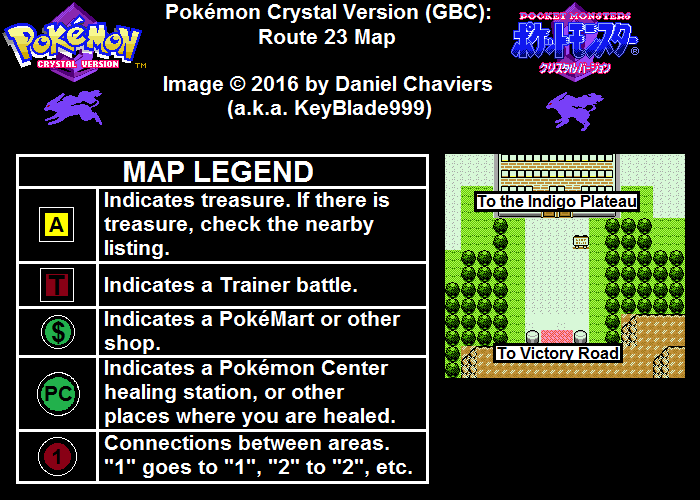 Pokémon Crystal Version (GBC):
Route 23 Map
Image © 2016 by Daniel Chaviers
(a.k.a. KeyBlade999)
POKéMON
CRYSTAL VERSION
TM
POCKET MONSTERS
ポケットモンスター
®
クリスタルバージョン
MAP LEGEND
A
Indicates treasure. If there is
treasure, check the nearby
listing.
T
Indicates a Trainer battle.
$
Indicates a PokéMart or other
shop.
PC
Indicates a Pokémon Center
healing station, or other
places where you are healed.
1
Connections between areas.
"1" goes to "1", "2" to "2", etc.
To the Indigo Plateau
To Victory Road